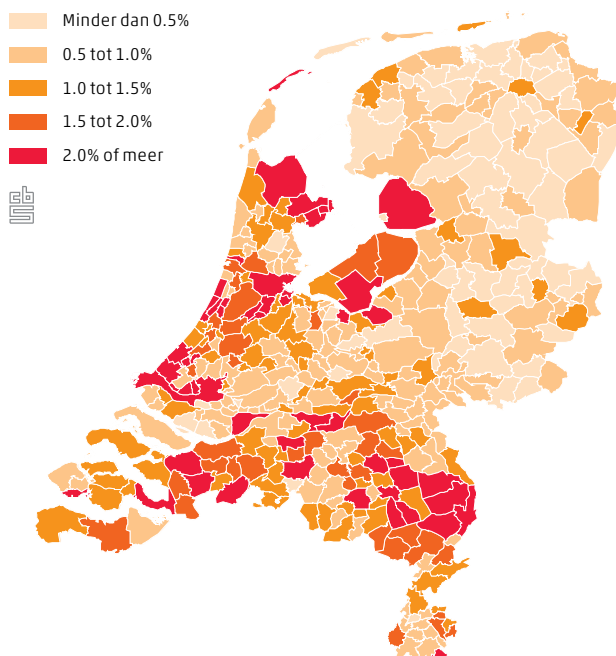 Minder dan 0.5%
0.5 tot 1.0%
1.0 tot 1.5%
1.5 tot 2.0%
2.0% of meer